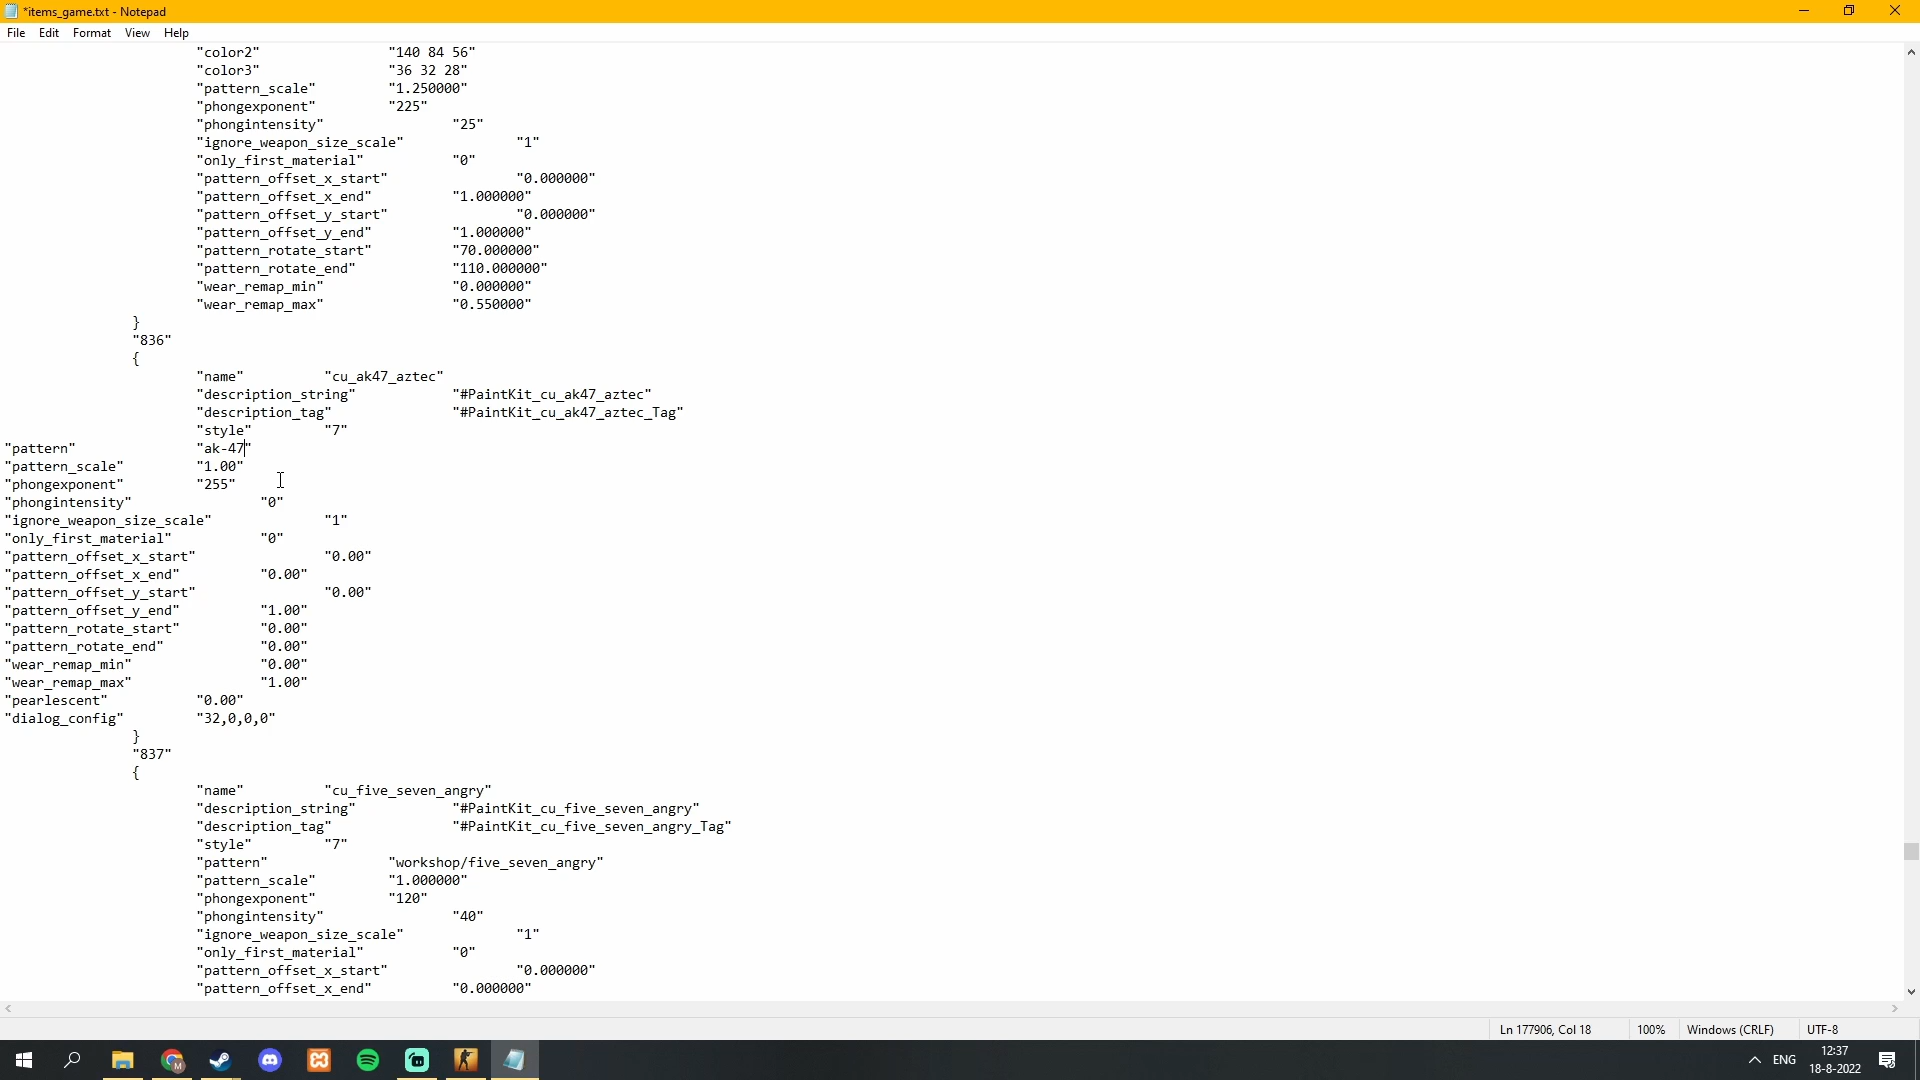 *items_game.txt - Notepad
File Edit Format View Help
"color2" "140 84 56"
"color3" "36 32 28"
"pattern_scale" "1.250000"
"phongexponent" "225"
"phongintensity" "25"
"ignore_weapon_size_scale" "1"
"only_first_material" "0"
"pattern_offset_x_start" "0.000000"
"pattern_offset_x_end" "1.000000"
"pattern_offset_y_start" "0.000000"
"pattern_offset_y_end" "1.000000"
"pattern_rotate_start" "70.000000"
"pattern_rotate_end" "110.000000"
"wear_remap_min" "0.000000"
"wear_remap_max" "0.550000"
}
"836"
{
"name" "cu_ak47_aztec"
"description_string" "#PaintKit_cu_ak47_aztec"
"description_tag" "#PaintKit_cu_ak47_aztec_Tag"
"style" "7"
"pattern" "ak-47"
"pattern_scale" "1.00"
"phongexponent" "255"
"phongintensity" "0"
"ignore_weapon_size_scale" "1"
"only_first_material" "0"
"pattern_offset_x_start" "0.00"
"pattern_offset_x_end" "0.00"
"pattern_offset_y_start" "0.00"
"pattern_offset_y_end" "1.00"
"pattern_rotate_start" "0.00"
"pattern_rotate_end" "0.00"
"wear_remap_min" "0.00"
"wear_remap_max" "1.00"
"pearlescent" "0.00"
"dialog_config" "32,0,0,0"
}
"837"
{
"name" "cu_five_seven_angry"
"description_string" "#PaintKit_cu_five_seven_angry"
"description_tag" "#PaintKit_cu_five_seven_angry_Tag"
"style" "7"
"pattern" "workshop/five_seven_angry"
"pattern_scale" "1.000000"
"phongexponent" "120"
"phongintensity" "40"
"ignore_weapon_size_scale" "1"
"only_first_material" "0"
"pattern_offset_x_start" "0.000000"
"pattern_offset_x_end" "0.000000"
Ln 177906, Col 18 100% Windows (CRLF) UTF-8
ENG
12:37
18-8-2022